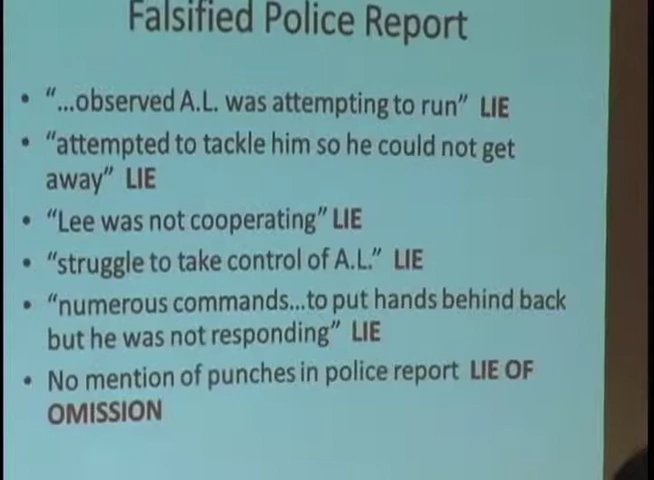 Falsified Police Report
• “...observed A.L. was attempting to run” LIE
• “attempted to tackle him so he could not get
away” LIE
• “Lee was not cooperating” LIE
• “struggle to take control of A.L.” LIE
• “numerous commands...to put hands behind back
but he was not responding” LIE
• No mention of punches in police report LIE OF
OMISSION